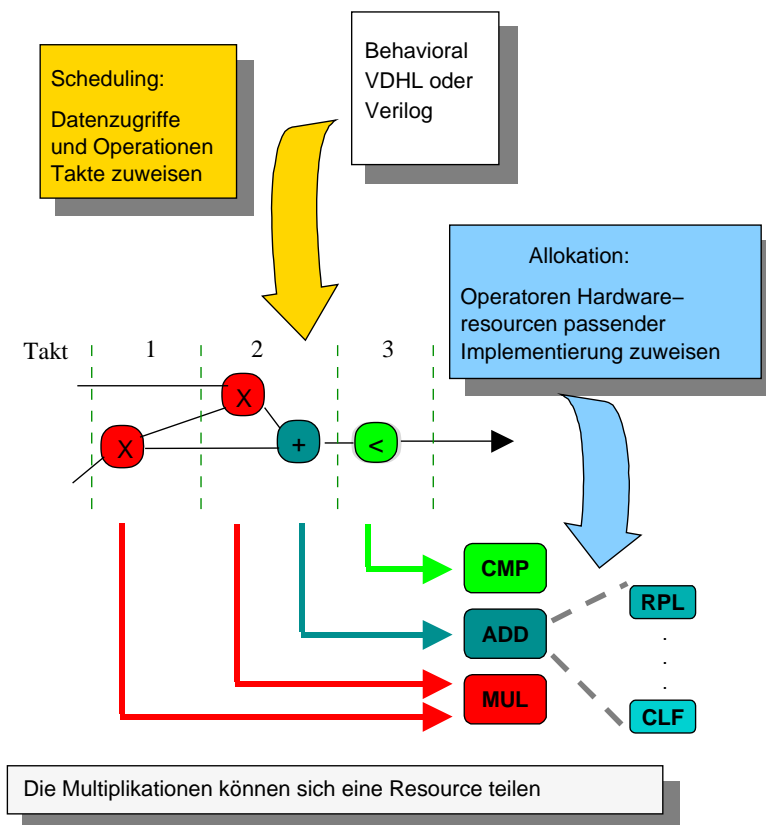 Scheduling:
Datenzugriffe
und Operationen
Takte zuweisen
Behavioral
VDHL oder
Verilog
Allokation:
Operatoren Hardware–
resourcen passender
Implementierung zuweisen
Takt 1 2 3
X
X
+
<
CMP
ADD
MUL
RPL
.
.
.
CLF
Die Multiplikationen können sich eine Resource teilen